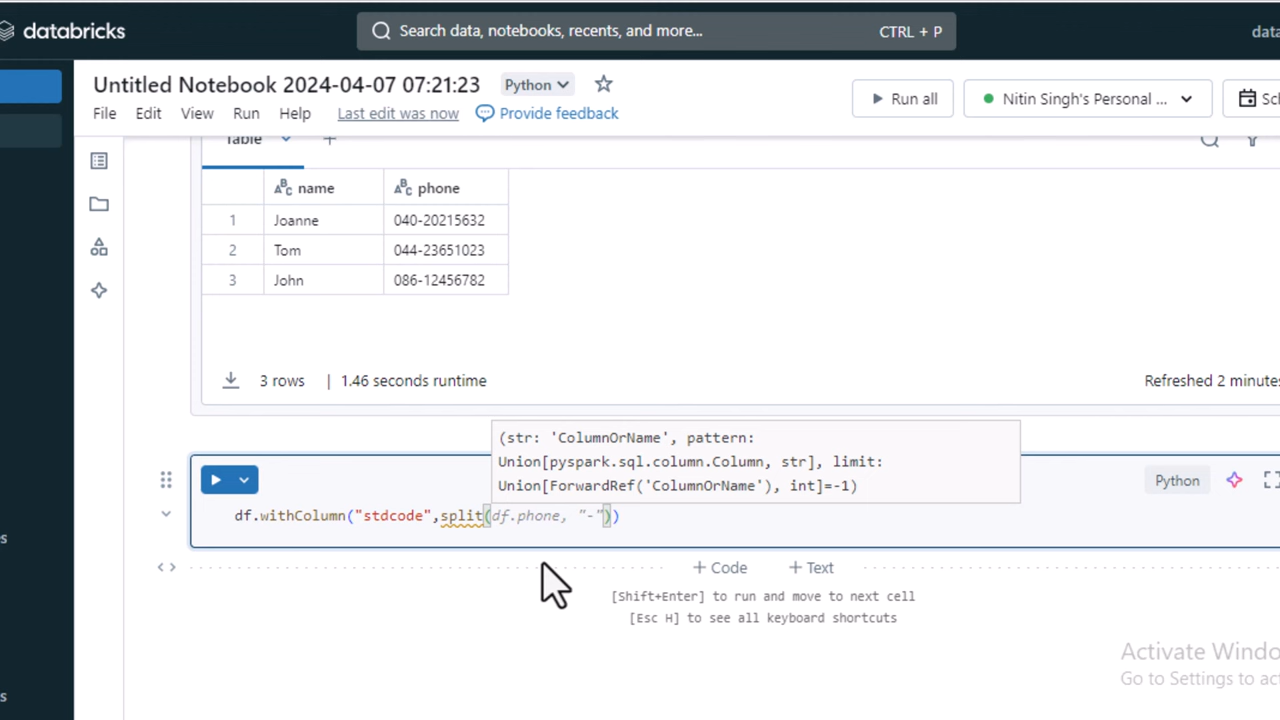 databricks
Search data, notebooks, recents, and more... CTRL + P
data
Untitled Notebook 2024-04-07 07:21:23 Python
File Edit View Run Help Last edit was now Provide feedback
Run all Nitin Singh's Personal ... Sc
Table +
name phone
1 Joanne 040-20215632
2 Tom 044-23651023
3 John 086-12456782
3 rows | 1.46 seconds runtime
Refreshed 2 minutes
(str: 'ColumnOrName', pattern:
Union[pyspark.sql.column.Column, str], limit:
Union[ForwardRef('ColumnOrName'), int]=-1)
Python
df.withColumn("stdcode",split(df.phone, "-"))
+ Code + Text
[Shift+Enter] to run and move to next cell
[Esc H] to see all keyboard shortcuts
Activate Windo
Go to Settings to ac